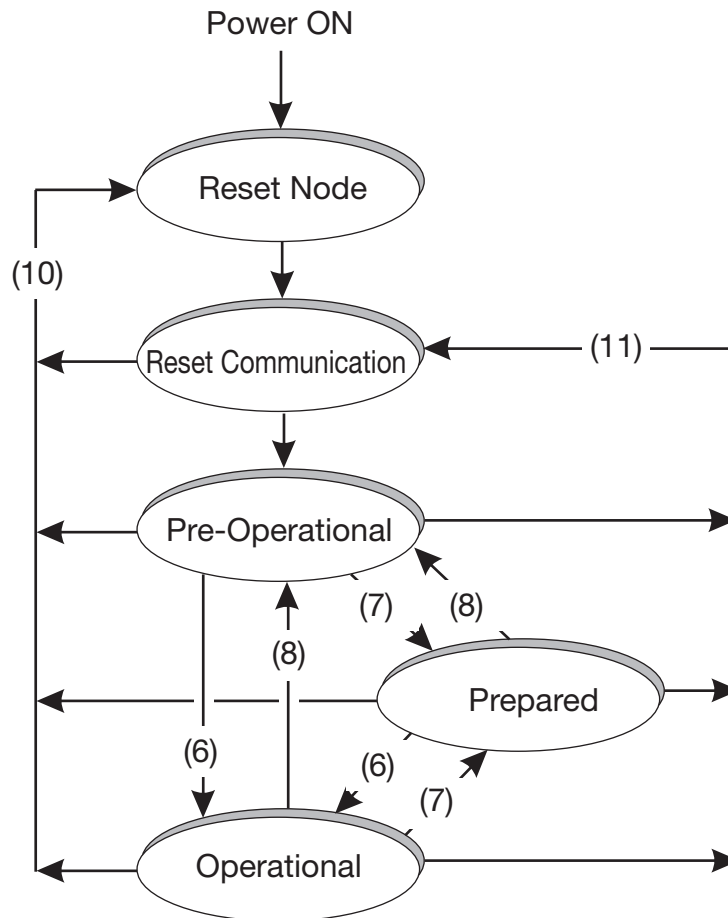 Power ON
Reset Node
(10)
Reset Communication
(11)
Pre-Operational
(7)
(8)
(8)
Prepared
(6)
(6)
(7)
Operational